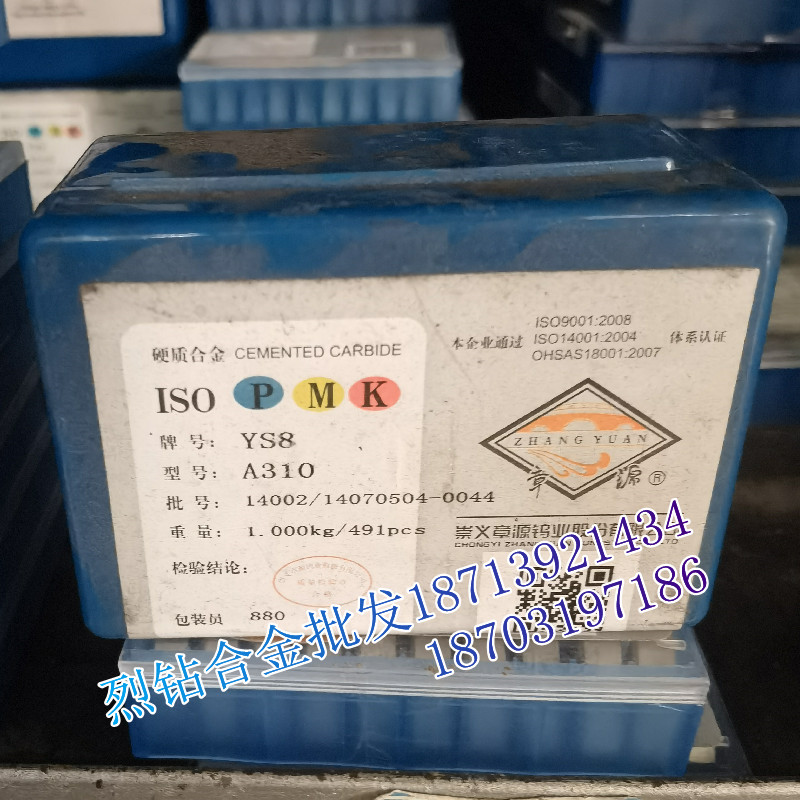 硬质合金 CEMENTED CARBIDE
ISO P M K
牌 号： YS8
型 号： A310
批 号： 14002/14070504-0044
重 量： 1.000kg/491pcs
检验结论：
包装员 880
本企业通过
ISO9001:2008
ISO14001:2004
OHSAS18001:2007
体系认证
ZHANG YUAN
章 源 ®
崇义章源钨业股份有限公司
CHONGYI ZHANG
烈钻合金批发18713921434
18703197186